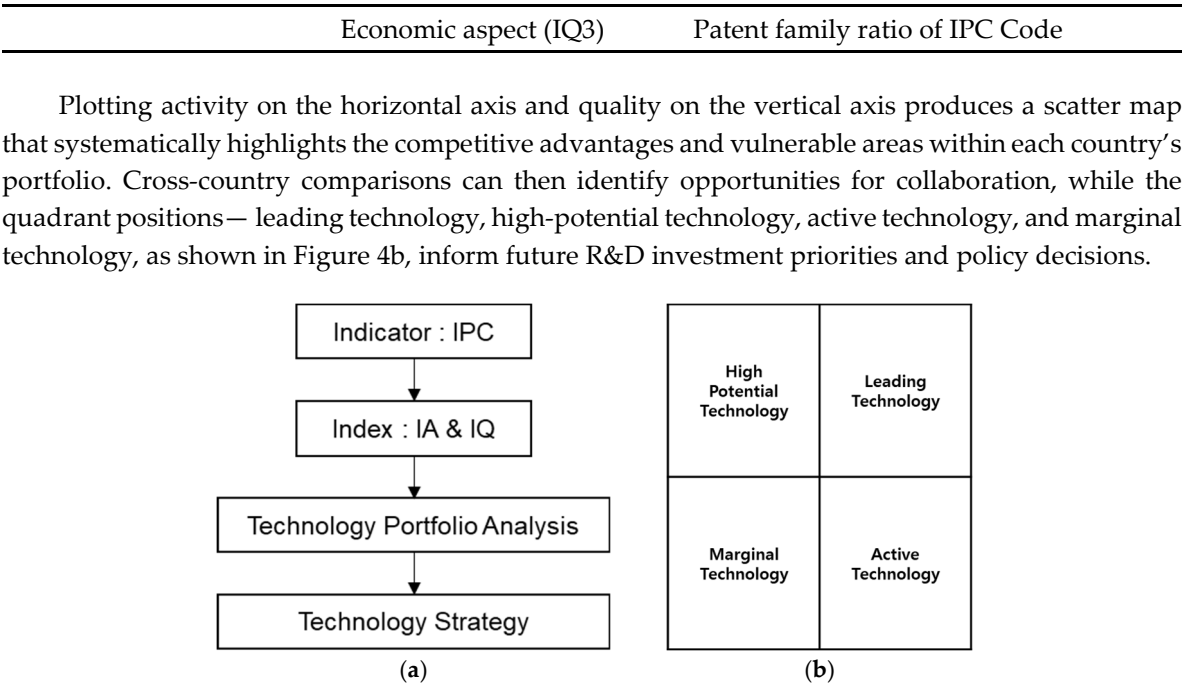 Economic aspect (IQ3) Patent family ratio of IPC Code
Plotting activity on the horizontal axis and quality on the vertical axis produces a scatter map
that systematically highlights the competitive advantages and vulnerable areas within each country’s
portfolio. Cross-country comparisons can then identify opportunities for collaboration, while the
quadrant positions— leading technology, high-potential technology, active technology, and marginal
technology, as shown in Figure 4b, inform future R&D investment priorities and policy decisions.
Indicator : IPC
Index : IA & IQ
Technology Portfolio Analysis
Technology Strategy
(a)
High
Potential
Technology
Leading
Technology
Marginal
Technology
Active
Technology
(b)